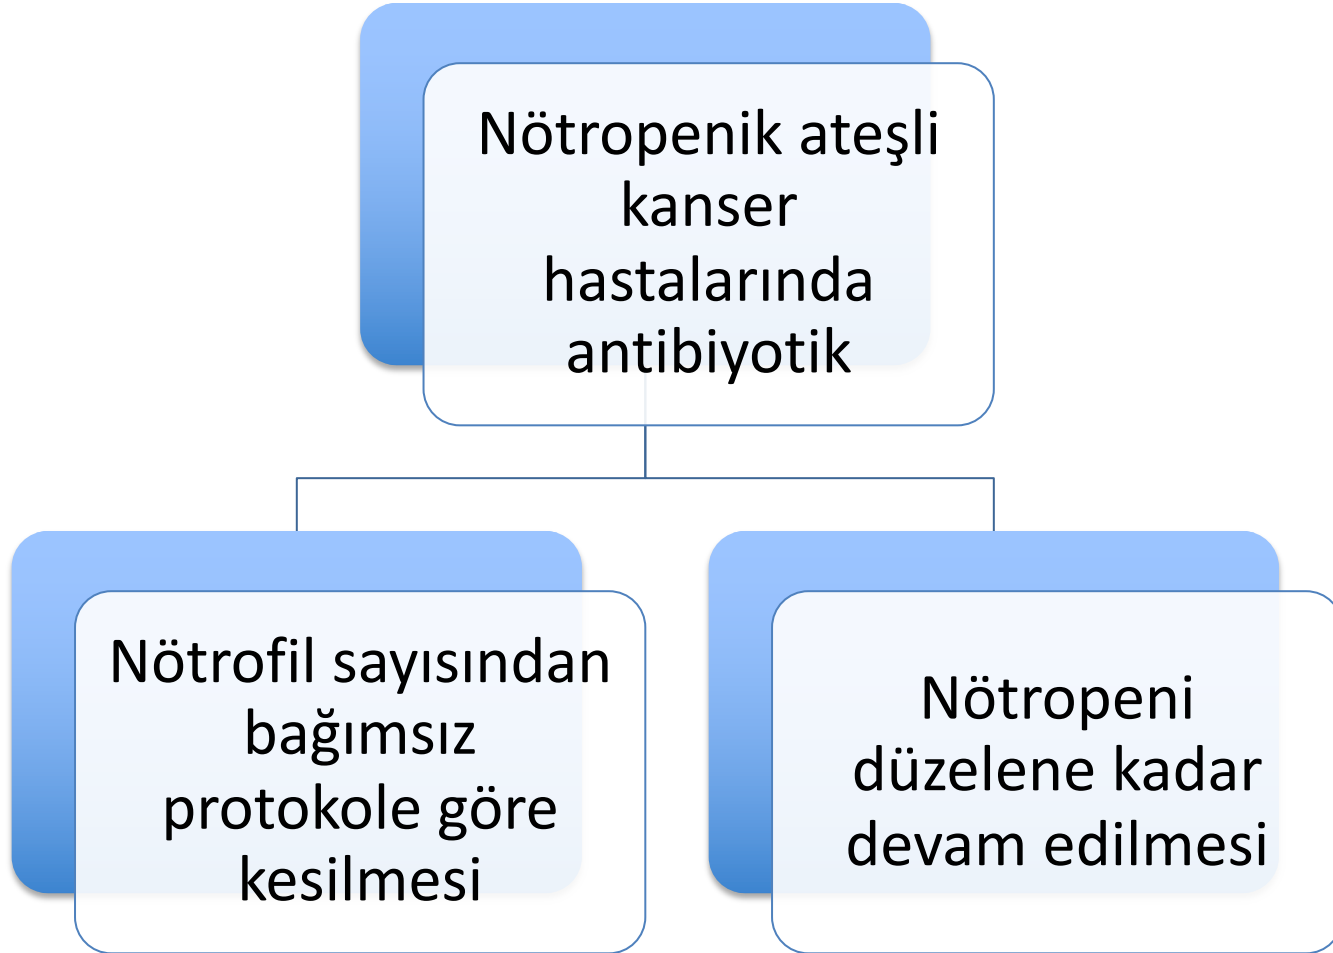 Nötropenik ateşli
kanser
hastalarında
antibiyotik
Nötrofil sayısından
bağımsız
protokole göre
kesilmesi
Nötropeni
düzelene kadar
devam edilmesi